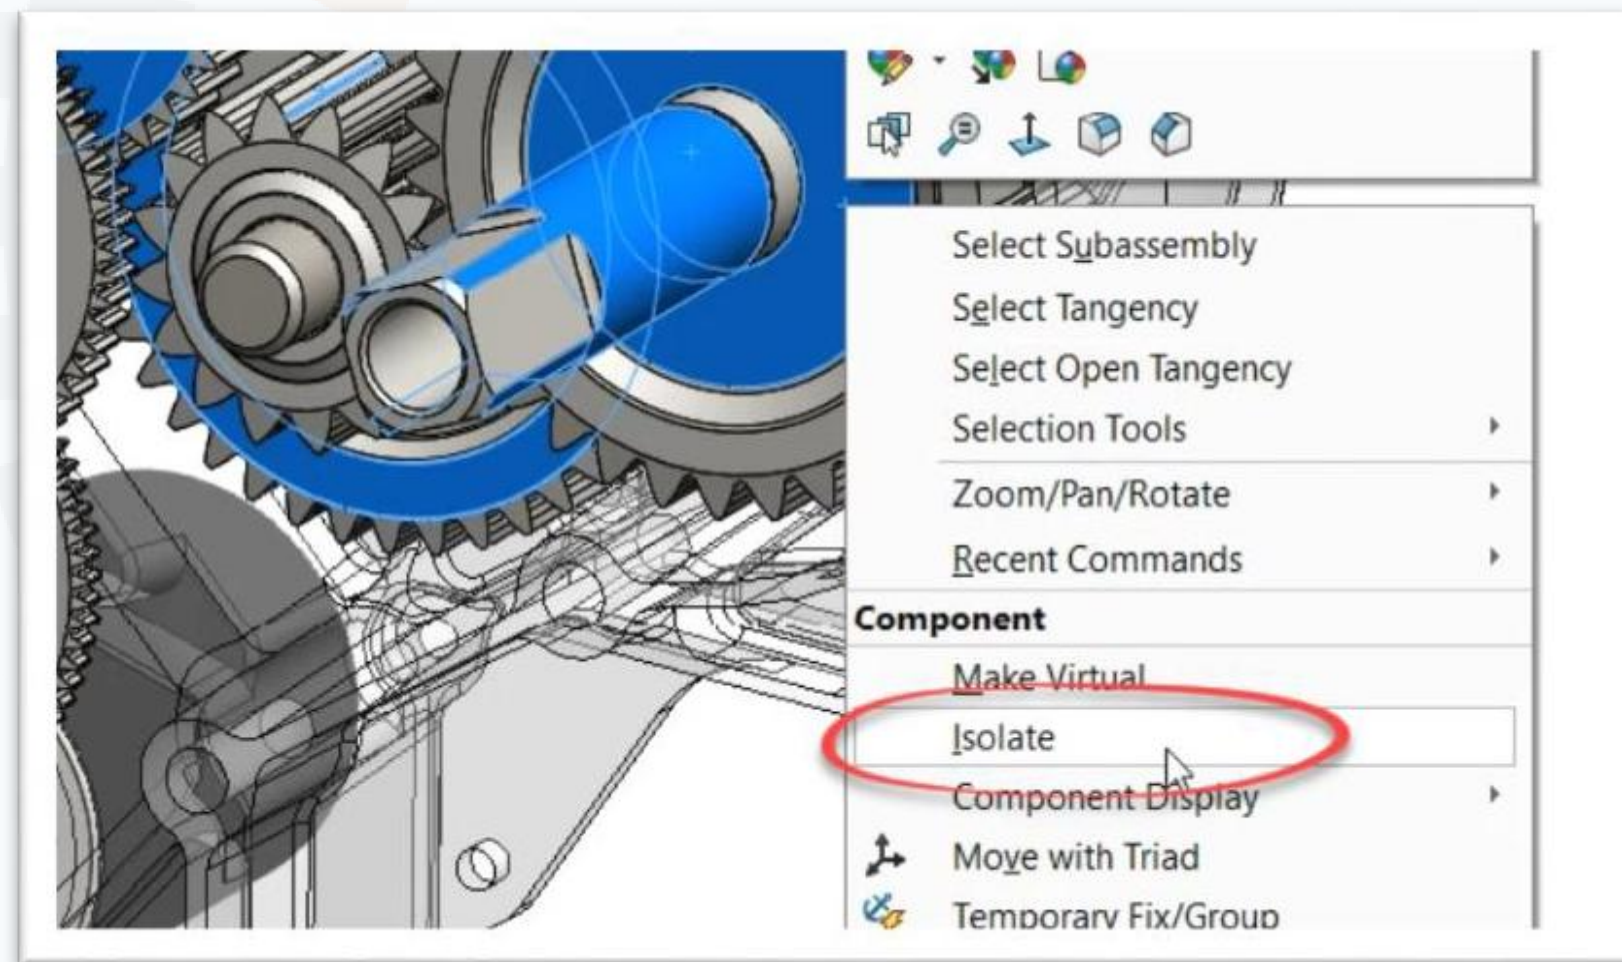 Select Subassembly
Select Tangency
Select Open Tangency
Selection Tools
Zoom/Pan/Rotate
Recent Commands
Component
Make Virtual
Isolate
Component Display
Move with Triad
Temporary Fix/Group